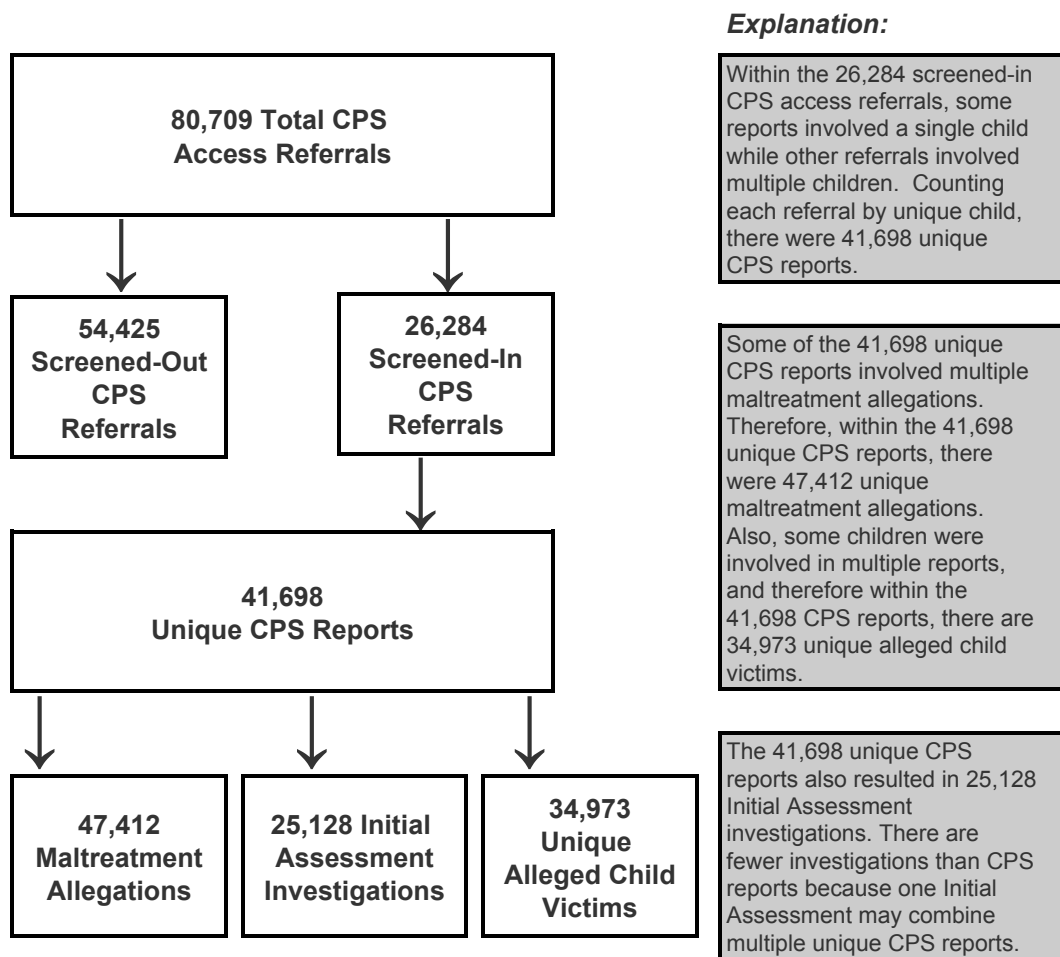 Explanation:
80,709 Total CPS
Access Referrals
Within the 26,284 screened-in
CPS access referrals, some
reports involved a single child
while other referrals involved
multiple children.  Counting
each referral by unique child,
there were 41,698 unique
CPS reports.
54,425
Screened-Out
CPS
Referrals
26,284
Screened-In
CPS
Referrals
Some of the 41,698 unique
CPS reports involved multiple
maltreatment allegations.
Therefore, within the 41,698
unique CPS reports, there
were 47,412 unique
maltreatment allegations.
Also, some children were
involved in multiple reports,
and therefore within the
41,698 CPS reports, there are
34,973 unique alleged child
victims.
41,698
Unique CPS Reports
47,412
Maltreatment
Allegations
25,128 Initial
Assessment
Investigations
34,973
Unique
Alleged Child
Victims
The 41,698 unique CPS
reports also resulted in 25,128
Initial Assessment
investigations. There are
fewer investigations than CPS
reports because one Initial
Assessment may combine
multiple unique CPS reports.